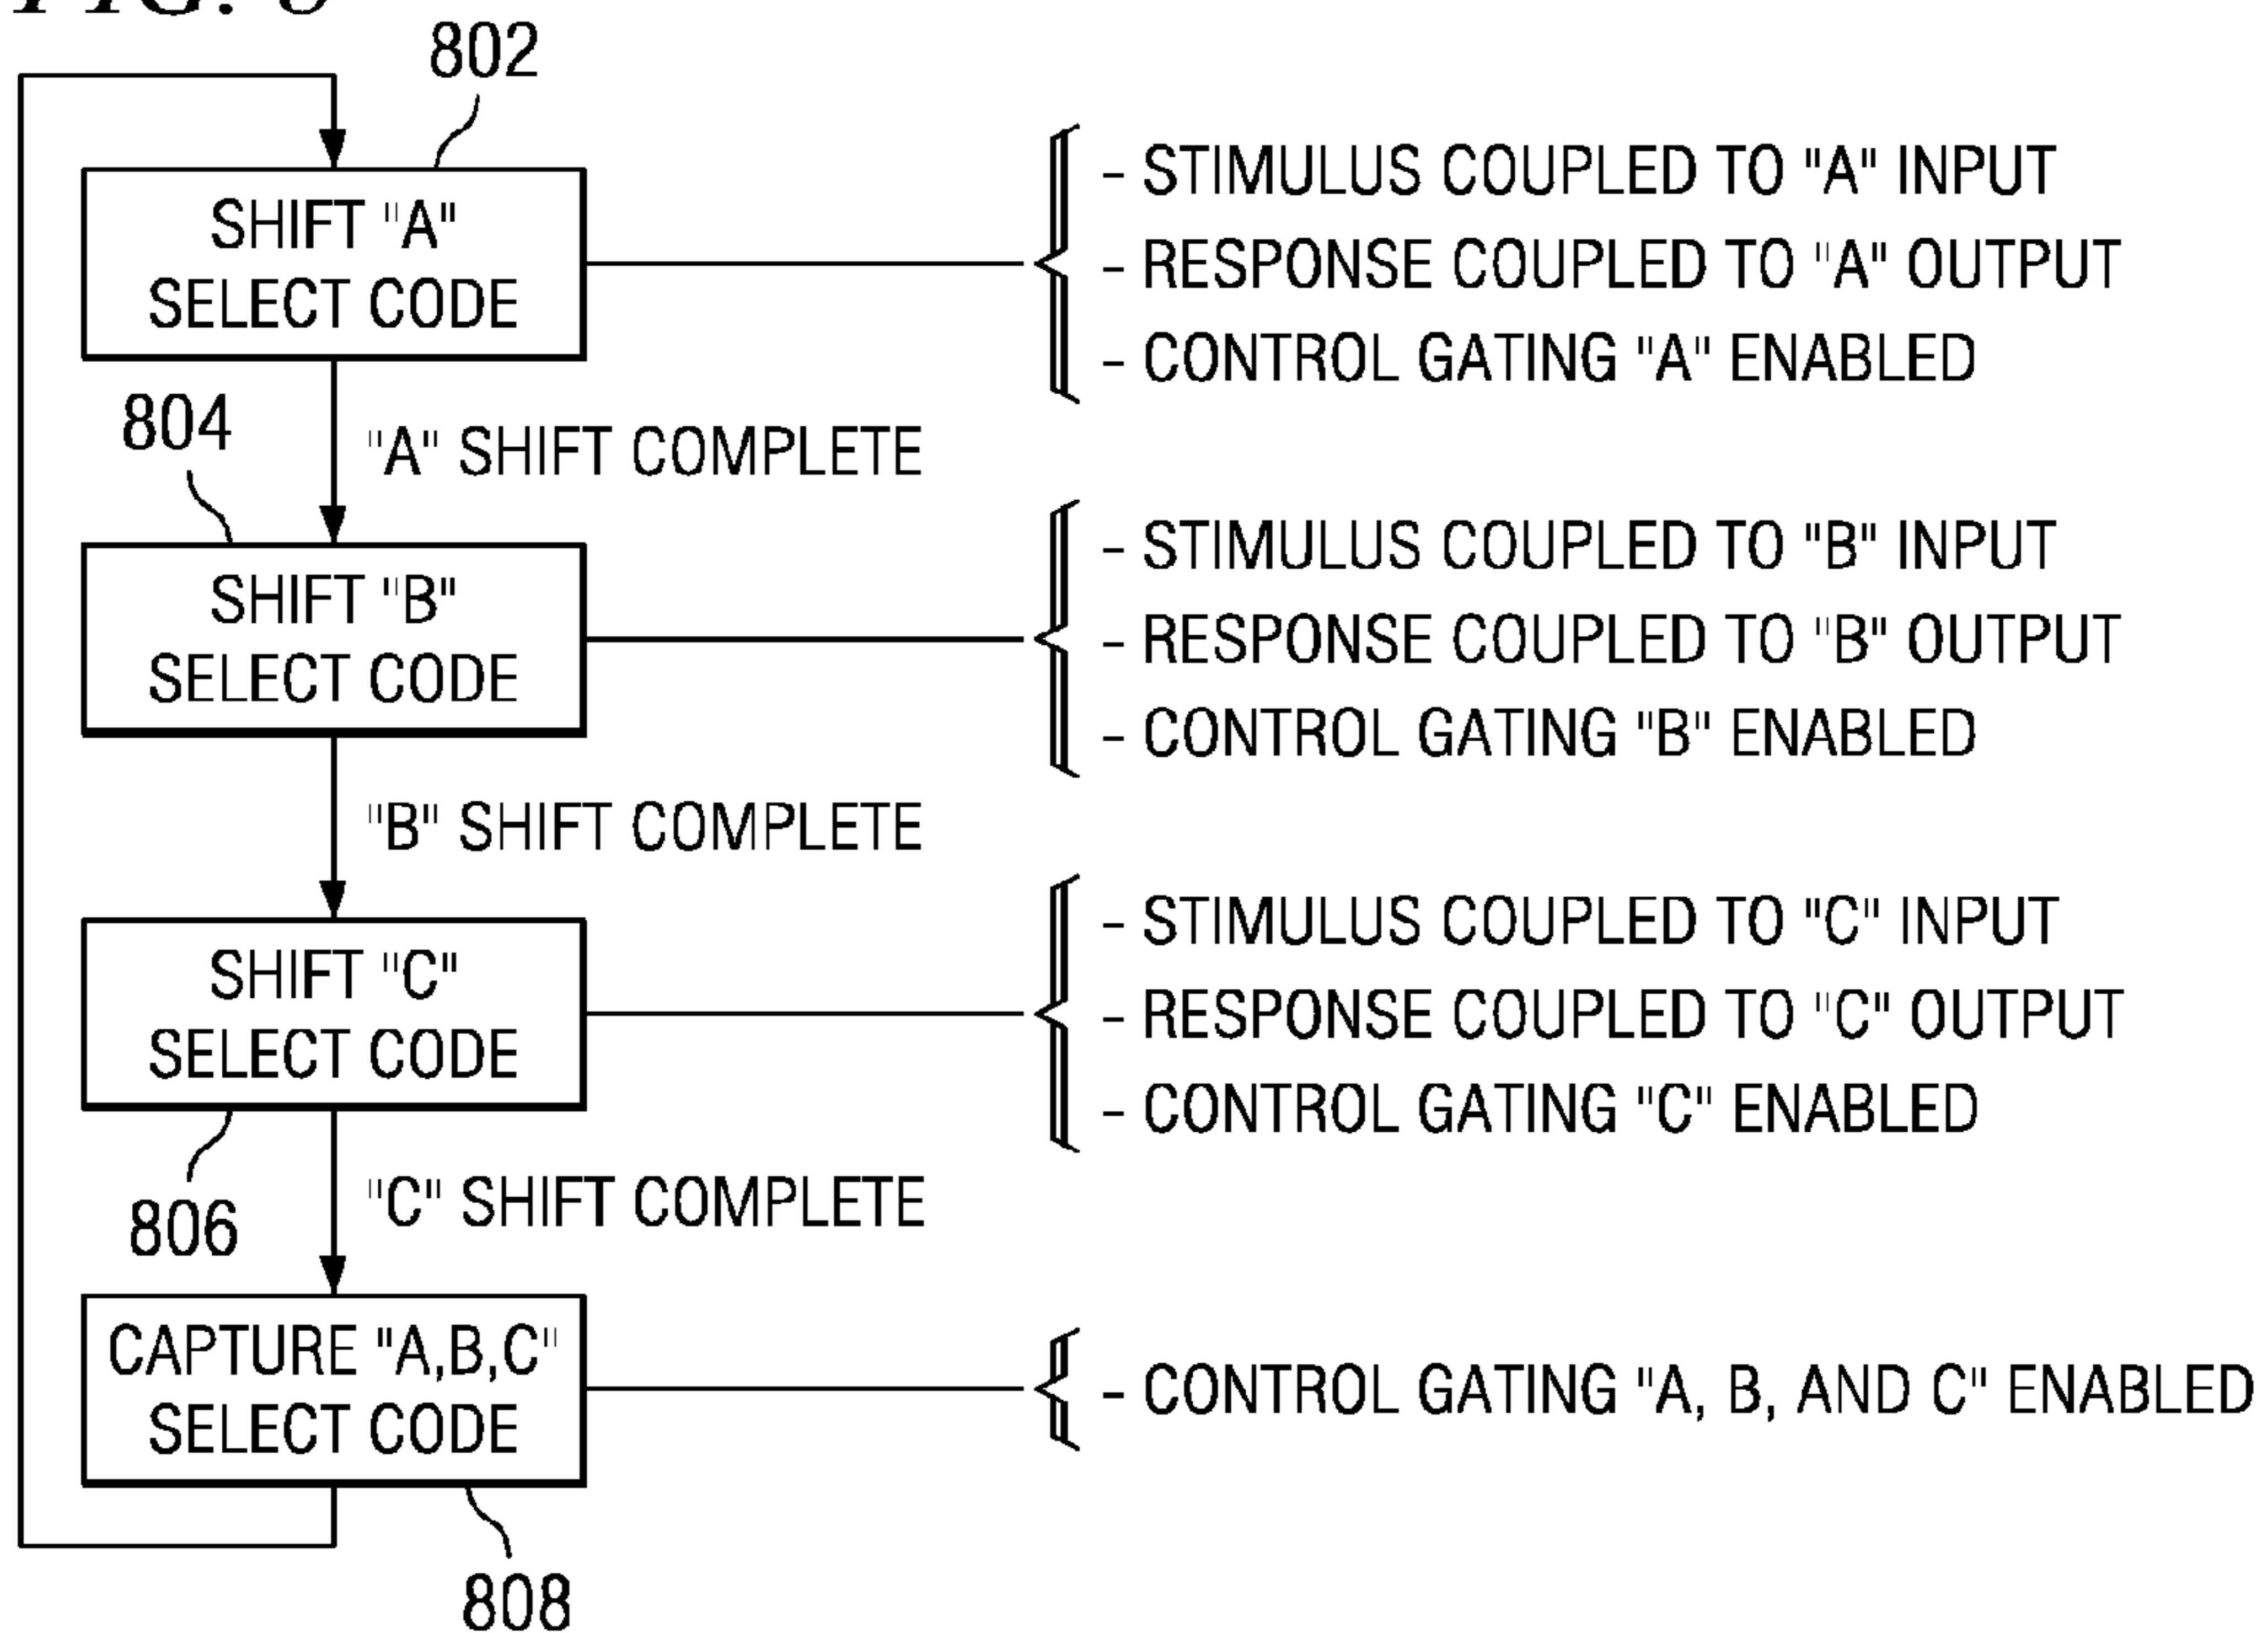 802
SHIFT "A"
SELECT CODE
- STIMULUS COUPLED TO "A" INPUT
- RESPONSE COUPLED TO "A" OUTPUT
- CONTROL GATING "A" ENABLED
"A" SHIFT COMPLETE
804
SHIFT "B"
SELECT CODE
- STIMULUS COUPLED TO "B" INPUT
- RESPONSE COUPLED TO "B" OUTPUT
- CONTROL GATING "B" ENABLED
"B" SHIFT COMPLETE
SHIFT "C"
SELECT CODE
- STIMULUS COUPLED TO "C" INPUT
- RESPONSE COUPLED TO "C" OUTPUT
- CONTROL GATING "C" ENABLED
806
"C" SHIFT COMPLETE
CAPTURE "A,B,C"
SELECT CODE
- CONTROL GATING "A, B, AND C" ENABLED
808